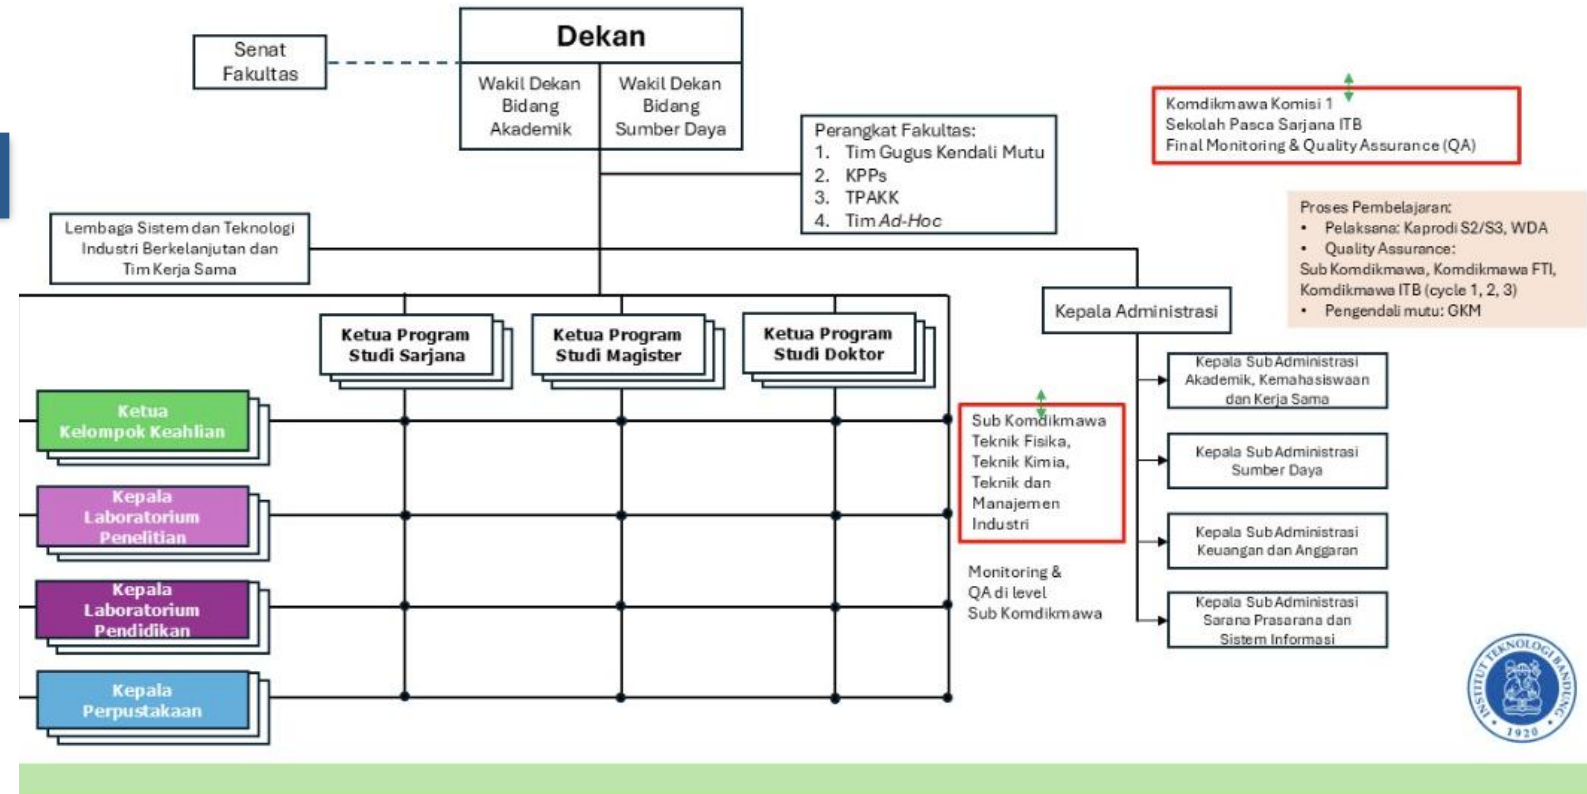 Dekan
Senat
Fakultas
Wakil Dekan
Bidang
Akademik
Wakil Dekan
Bidang
Sumber Daya
Perangkat Fakultas:
1. Tim Gugus Kendali Mutu
2. KPPs
3. TPAKK
4. Tim Ad-Hoc
Komdikmawa Komisi 1
Sekolah Pasca Sarjana ITB
Final Monitoring & Quality Assurance (QA)
Proses Pembelajaran:
• Pelaksana: Kaprodi S2/S3, WDA
• Quality Assurance:
Sub Komdikmawa, Komdikmawa FTI,
Komdikmawa ITB (cycle 1, 2, 3)
• Pengendali mutu: GKM
Lembaga Sistem dan Teknologi
Industri Berkelanjutan dan
Tim Kerja Sama
Kepala Administrasi
Ketua Program
Studi Sarjana
Ketua Program
Studi Magister
Ketua Program
Studi Doktor
Kepala Sub Administrasi
Akademik, Kemahasiswaan
dan Kerja Sama
Kepala Sub Administrasi
Sumber Daya
Kepala Sub Administrasi
Keuangan dan Anggaran
Kepala Sub Administrasi
Sarana Prasarana dan
Sistem Informasi
Ketua
Kelompok Keahlian
Kepala
Laboratorium
Penelitian
Kepala
Laboratorium
Pendidikan
Kepala
Perpustakaan
Sub Komdikmawa
Teknik Fisika,
Teknik Kimia,
Teknik dan
Manajemen
Industri
Monitoring &
QA di level
Sub Komdikmawa
INSTITUT TEKNOLOGI BANDUNG
1920